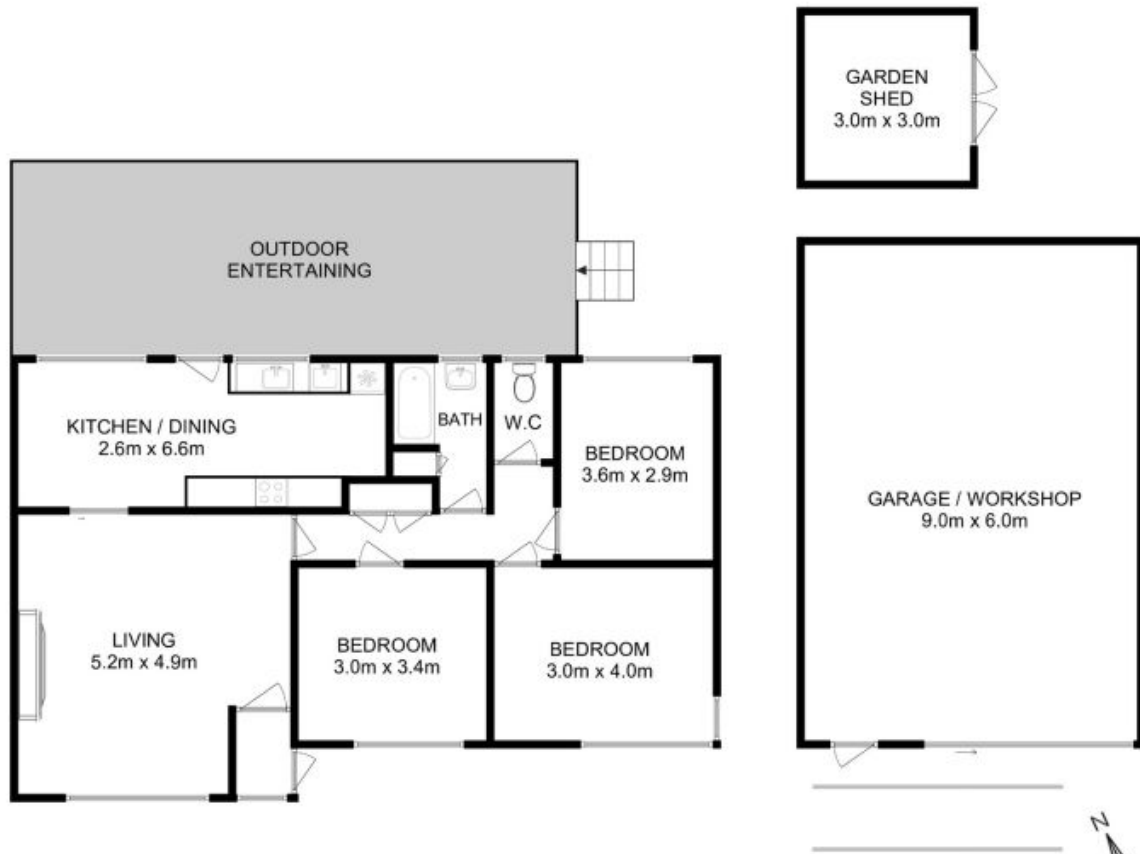 GARDEN
SHED
3.0m x 3.0m
OUTDOOR
ENTERTAINING
KITCHEN / DINING
2.6m x 6.6m
BATH
W.C
BEDROOM
3.6m x 2.9m
GARAGE / WORKSHOP
9.0m x 6.0m
LIVING
5.2m x 4.9m
BEDROOM
3.0m x 3.4m
BEDROOM
3.0m x 4.0m
N